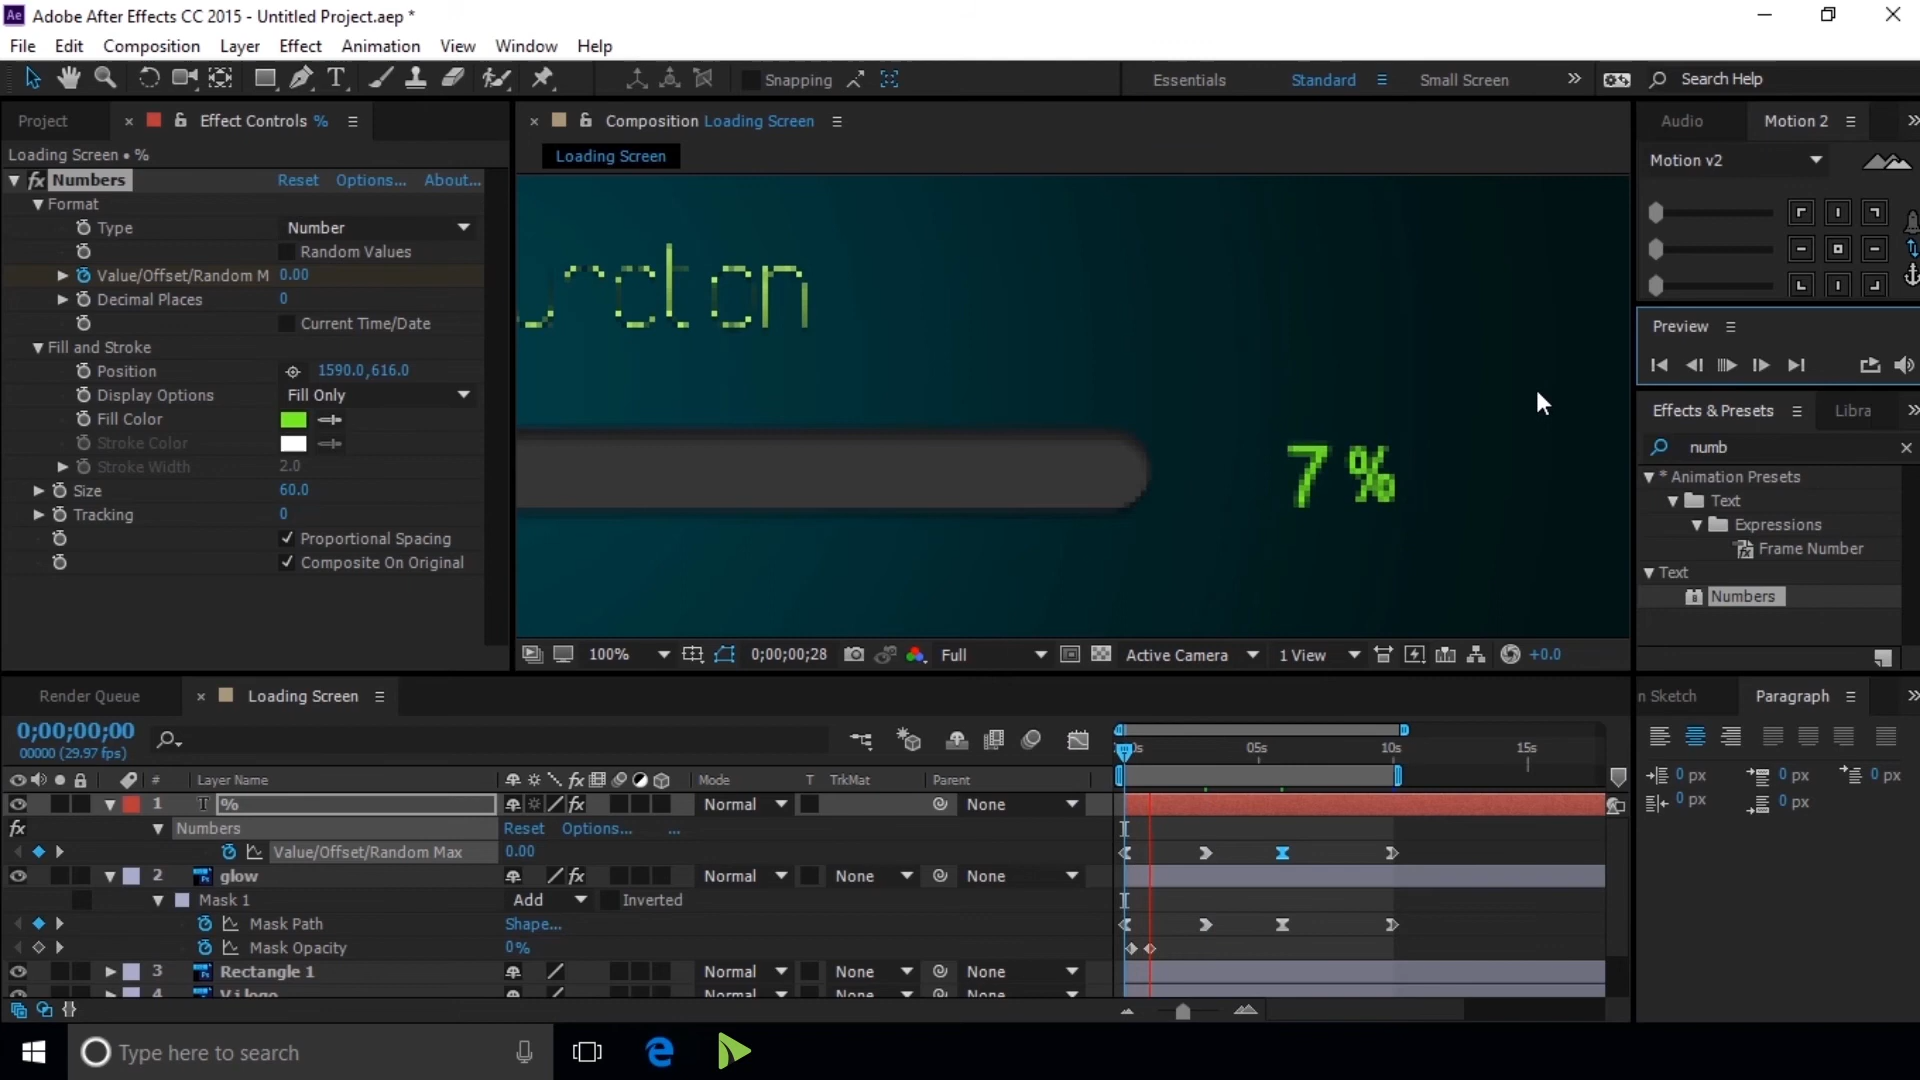 Ae Adobe After Effects CC 2015 - Untitled Project.aep *
File Edit Composition Layer Effect Animation View Window Help
Snapping Essentials Standard Small Screen Search Help
Project Effect Controls % Composition Loading Screen Audio Motion 2
Loading Screen • % Loading Screen Motion v2
fx Numbers Reset Options... About...
Format
Type Number
Random Values
Value/Offset/Random M 0.00
Decimal Places 0
Current Time/Date
Fill and Stroke
Position 1590.0,616.0
Display Options Fill Only
Fill Color
Stroke Color
Stroke Width 2.0
Size 60.0
Tracking 0
Proportional Spacing
Composite On Original
7%
Preview
Effects & Presets Libra
numb
* Animation Presets
Text
Expressions
Frame Number
Text
Numbers
100% 0;00;00;28 Full Active Camera 1 View +0.0
Render Queue Loading Screen n Sketch Paragraph
0;00;00;00
00000 (29.97 fps)
05s 10s 15s
# Layer Name Mode T TrkMat Parent
1 T % fx Normal None
fx Numbers Reset Options... ...
Value/Offset/Random Max 0.00
2 glow fx Normal None None
Mask 1 Add Inverted
Mask Path Shape...
Mask Opacity 0%
3 Rectangle 1 Normal None None
0 px 0 px 0 px
0 px 0 px
Type here to search